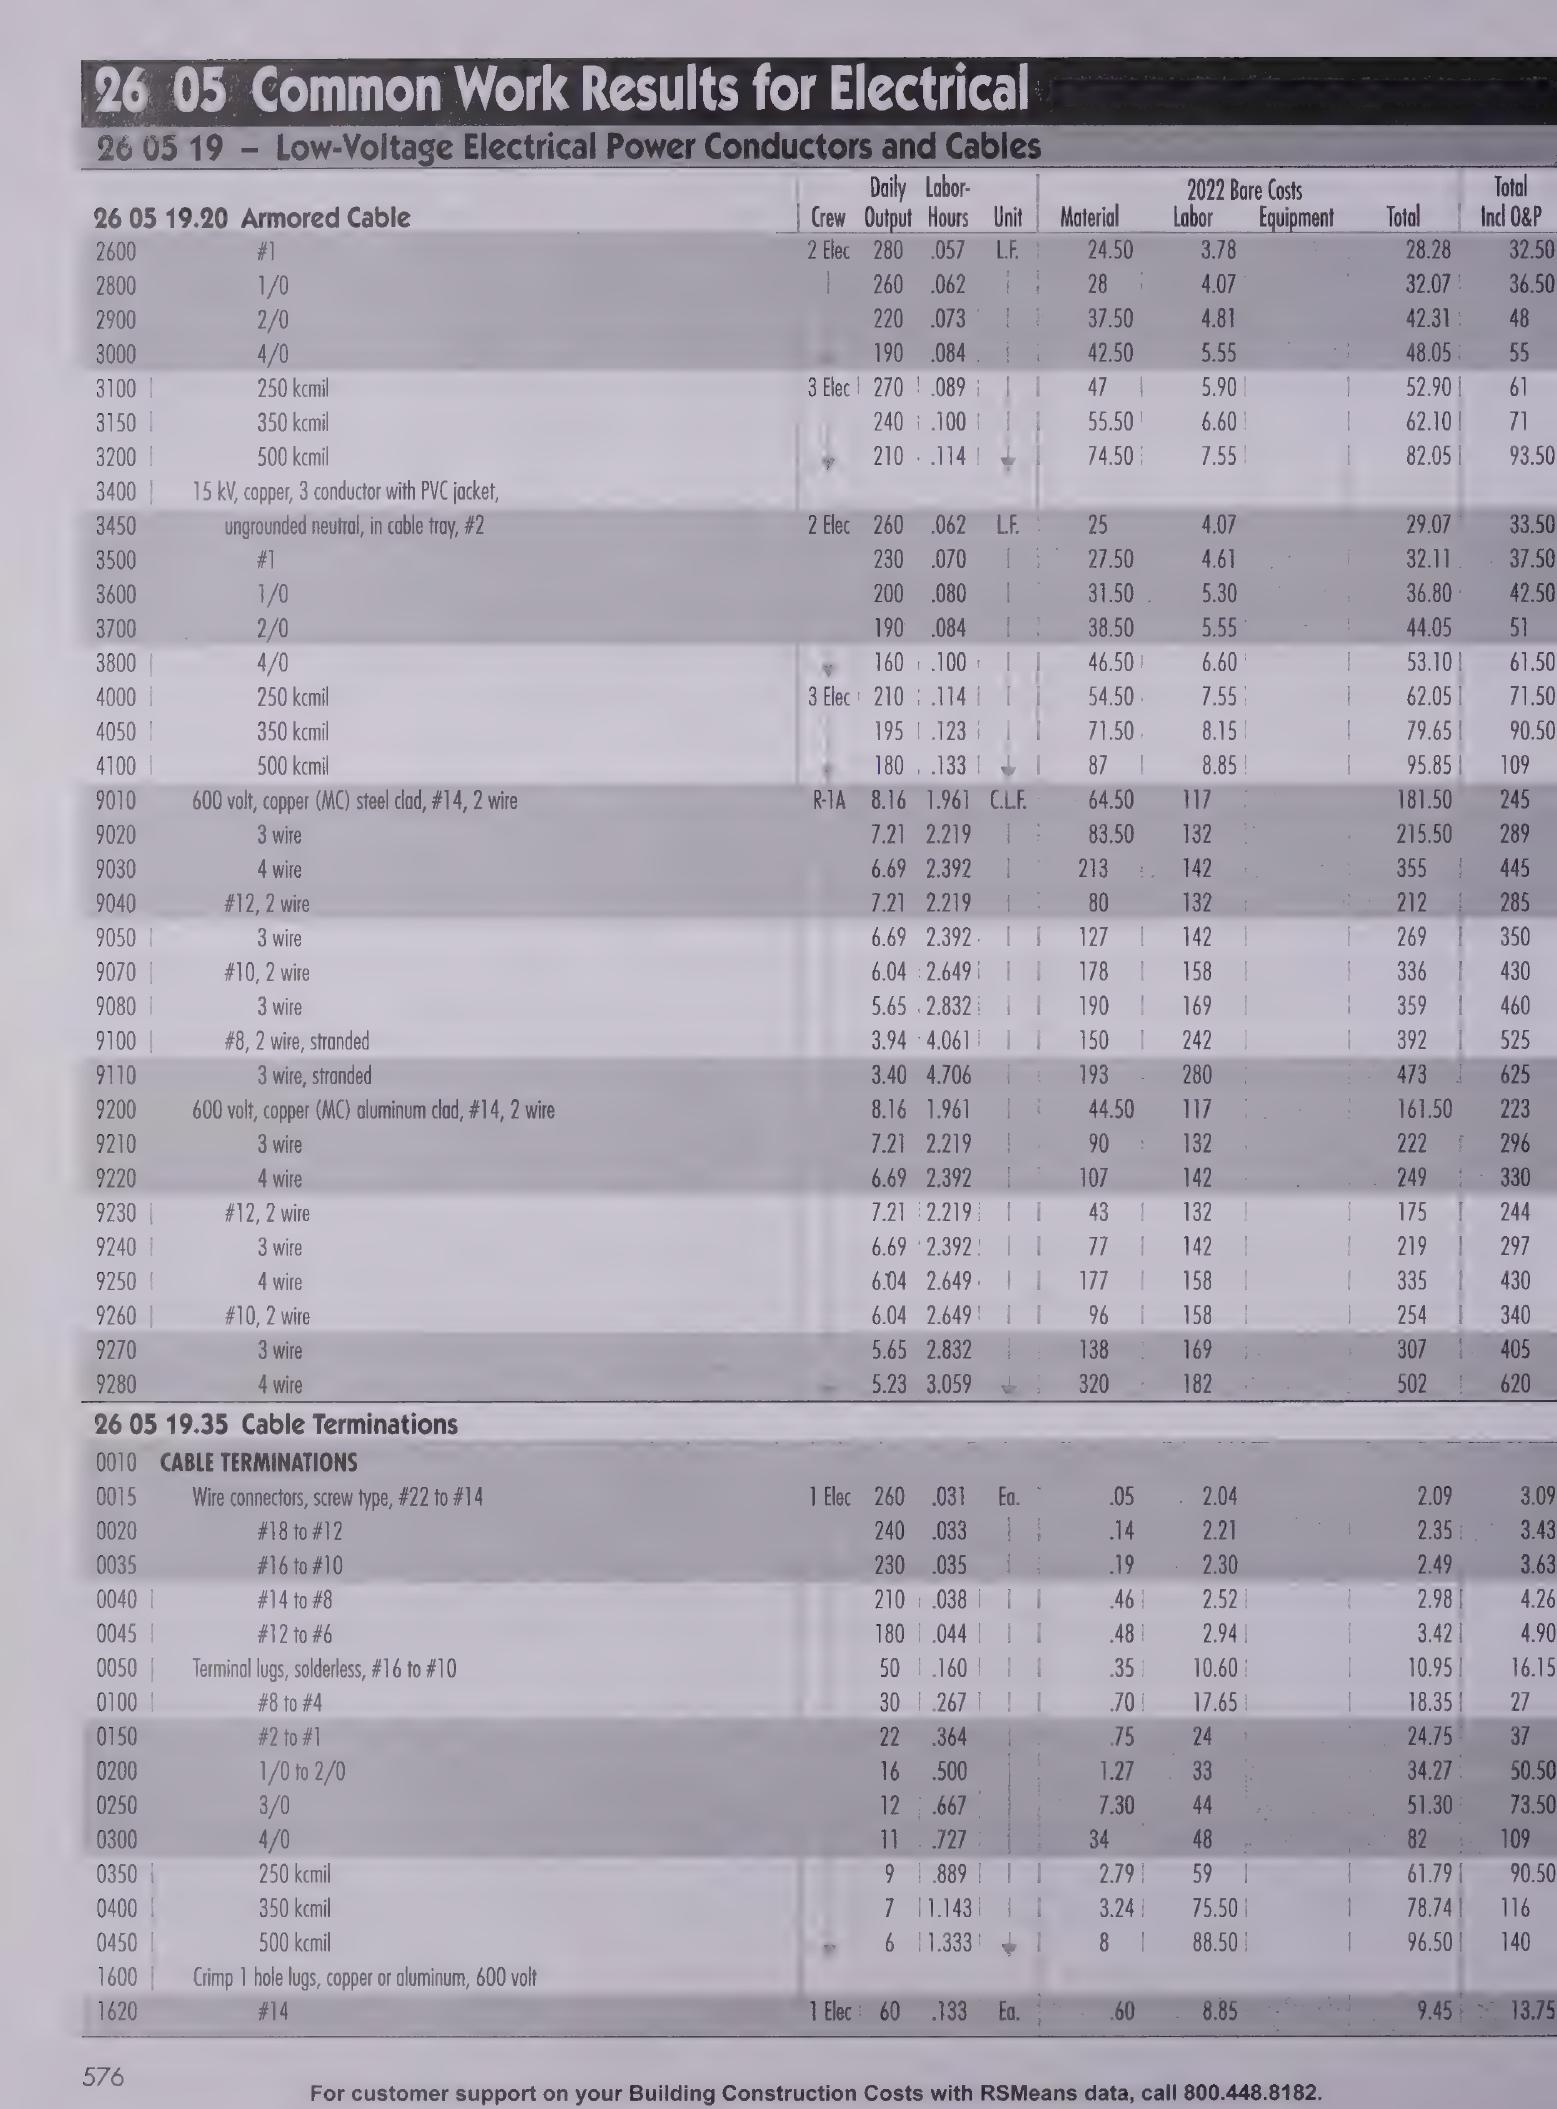 26 05 Common Work Results for Electrical
26 05 19 – Low-Voltage Electrical Power Conductors and Cables
Daily Labor- 2022 Bare Costs Total
26 05 19.20 Armored Cable Crew Output Hours Unit Material Labor Equipment Total Incl O&P
2600 #1 2 Elec 280 .057 L.F. 24.50 3.78 28.28 32.50
2800 1/0 260 .062 28 4.07 32.07 36.50
2900 2/0 220 .073 37.50 4.81 42.31 48
3000 4/0 190 .084 42.50 5.55 48.05 55
3100 250 kcmil 3 Elec 270 .089 47 5.90 52.90 61
3150 350 kcmil 240 .100 55.50 6.60 62.10 71
3200 500 kcmil 210 .114 74.50 7.55 82.05 93.50
3400 15 kV, copper, 3 conductor with PVC jacket,
3450 ungrounded neutral, in cable tray, #2 2 Elec 260 .062 L.F. 25 4.07 29.07 33.50
3500 #1 230 .070 27.50 4.61 32.11 37.50
3600 1/0 200 .080 31.50 5.30 36.80 42.50
3700 2/0 190 .084 38.50 5.55 44.05 51
3800 4/0 160 .100 46.50 6.60 53.10 61.50
4000 250 kcmil 3 Elec 210 .114 54.50 7.55 62.05 71.50
4050 350 kcmil 195 .123 71.50 8.15 79.65 90.50
4100 500 kcmil 180 .133 87 8.85 95.85 109
9010 600 volt, copper (MC) steel clad, #14, 2 wire R-1A 8.16 1.961 C.L.F. 64.50 117 181.50 245
9020 3 wire 7.21 2.219 83.50 132 215.50 289
9030 4 wire 6.69 2.392 213 142 355 445
9040 #12, 2 wire 7.21 2.219 80 132 212 285
9050 3 wire 6.69 2.392 127 142 269 350
9070 #10, 2 wire 6.04 2.649 178 158 336 430
9080 3 wire 5.65 2.832 190 169 359 460
9100 #8, 2 wire, stranded 3.94 4.061 150 242 392 525
9110 3 wire, stranded 3.40 4.706 193 280 473 625
9200 600 volt, copper (MC) aluminum clad, #14, 2 wire 8.16 1.961 44.50 117 161.50 223
9210 3 wire 7.21 2.219 90 132 222 296
9220 4 wire 6.69 2.392 107 142 249 330
9230 #12, 2 wire 7.21 2.219 43 132 175 244
9240 3 wire 6.69 2.392 77 142 219 297
9250 4 wire 6.04 2.649 177 158 335 430
9260 #10, 2 wire 6.04 2.649 96 158 254 340
9270 3 wire 5.65 2.832 138 169 307 405
9280 4 wire 5.23 3.059 320 182 502 620
26 05 19.35 Cable Terminations
0010 CABLE TERMINATIONS
0015 Wire connectors, screw type, #22 to #14 1 Elec 260 .031 Ea. .05 2.04 2.09 3.09
0020 #18 to #12 240 .033 .14 2.21 2.35 3.43
0035 #16 to #10 230 .035 .19 2.30 2.49 3.63
0040 #14 to #8 210 .038 .46 2.52 2.98 4.26
0045 #12 to #6 180 .044 .48 2.94 3.42 4.90
0050 Terminal lugs, solderless, #16 to #10 50 .160 .35 10.60 10.95 16.15
0100 #8 to #4 30 .267 .70 17.65 18.35 27
0150 #2 to #1 22 .364 .75 24 24.75 37
0200 1/0 to 2/0 16 .500 1.27 33 34.27 50.50
0250 3/0 12 .667 7.30 44 51.30 73.50
0300 4/0 11 .727 34 48 82 109
0350 250 kcmil 9 .889 2.79 59 61.79 90.50
0400 350 kcmil 7 1.143 3.24 75.50 78.74 116
0450 500 kcmil 6 1.333 8 88.50 96.50 140
1600 Crimp 1 hole lugs, copper or aluminum, 600 volt
1620 #14 1 Elec 60 .133 Ea. .60 8.85 9.45 13.75
576
For customer support on your Building Construction Costs with RSMeans data, call 800.448.8182.